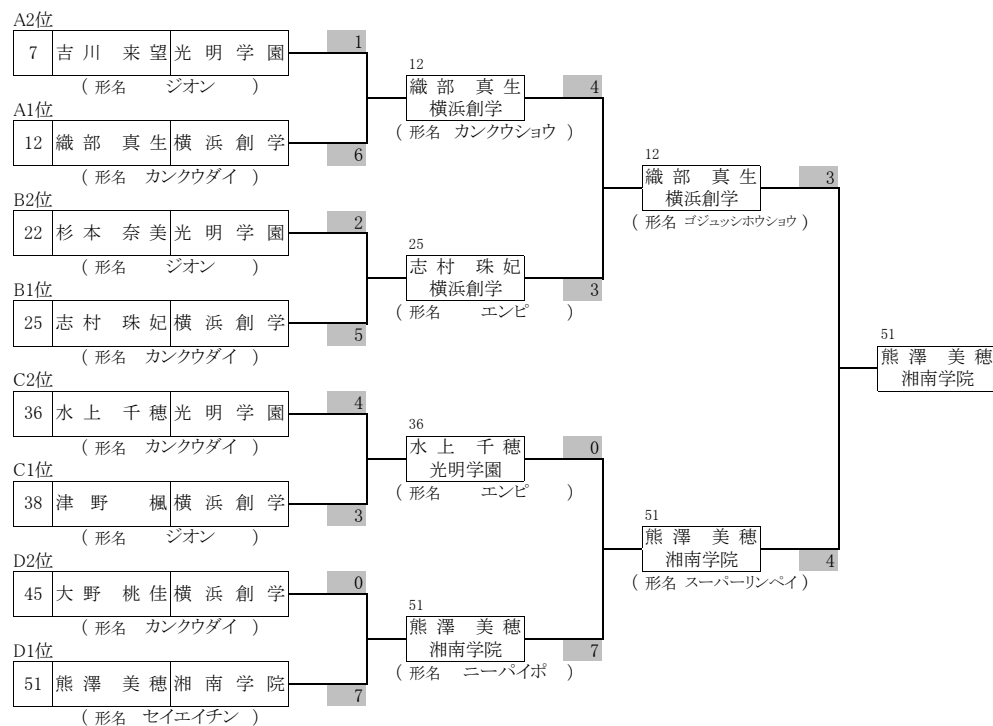 A2位
7 吉川 来望 光明学園 1
( 形名 ジオン )
12
織部 真生 4
横浜創学
( 形名 カンクウショウ )
A1位
12 織部 真生 横浜創学 6
( 形名 カンクウダイ )
12
織部 真生 3
横浜創学
( 形名 ゴジュッシホウショウ )
B2位
22 杉本 奈美 光明学園 2
( 形名 ジオン )
25
志村 珠妃
横浜創学 3
( 形名 エンピ )
B1位
25 志村 珠妃 横浜創学 5
( 形名 カンクウダイ )
51
熊澤 美穂
湘南学院
C2位
36 水上 千穂 光明学園 4
( 形名 カンクウダイ )
36
水上 千穂 0
光明学園
( 形名 エンピ )
C1位
38 津野 楓 横浜創学 3
( 形名 ジオン )
51
熊澤 美穂
湘南学院 4
( 形名 スーパーリンペイ )
D2位
45 大野 桃佳 横浜創学 0
( 形名 カンクウダイ )
51
熊澤 美穂
湘南学院 7
( 形名 ニーパイポ )
D1位
51 熊澤 美穂 湘南学院 7
( 形名 セイエイチン )